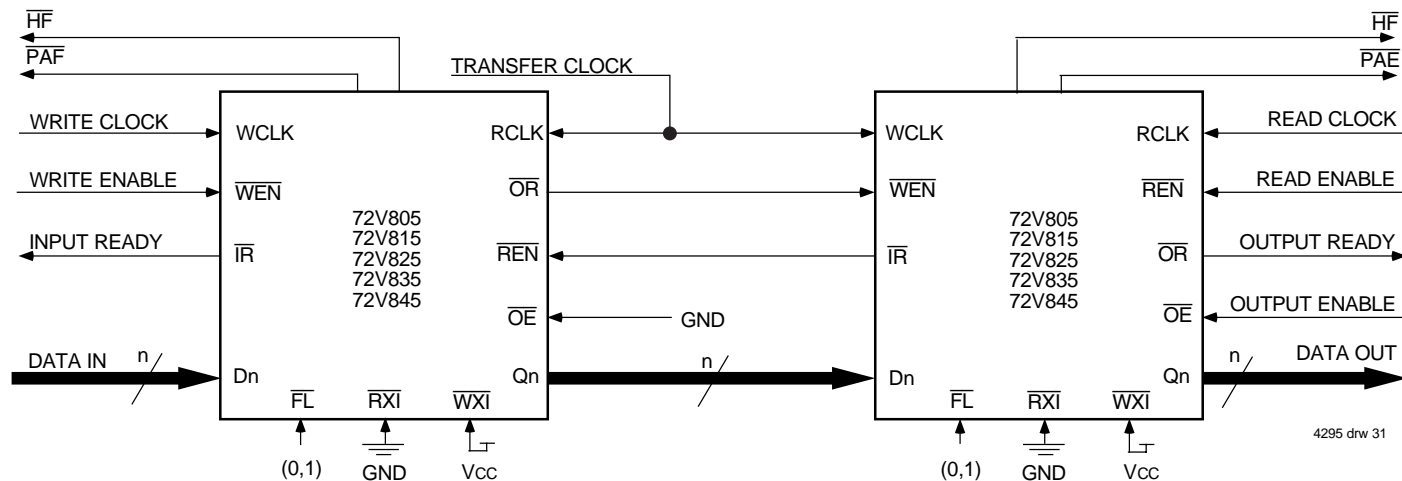 HF
PAF
HF
PAE
TRANSFER CLOCK
WRITE CLOCK
WCLK
RCLK
WCLK
RCLK
READ CLOCK
WRITE ENABLE
WEN
OR
WEN
REN
READ ENABLE
72V805
72V815
72V825
72V835
72V845
72V805
72V815
72V825
72V835
72V845
INPUT READY
IR
REN
IR
OR
OUTPUT READY
OE
GND
OE
OUTPUT ENABLE
DATA IN
n
Dn
Qn
n
Dn
Qn
n
DATA OUT
FL
RXI
WXI
FL
RXI
WXI
(0,1)
GND
VCC
(0,1)
GND
VCC
4295 drw 31